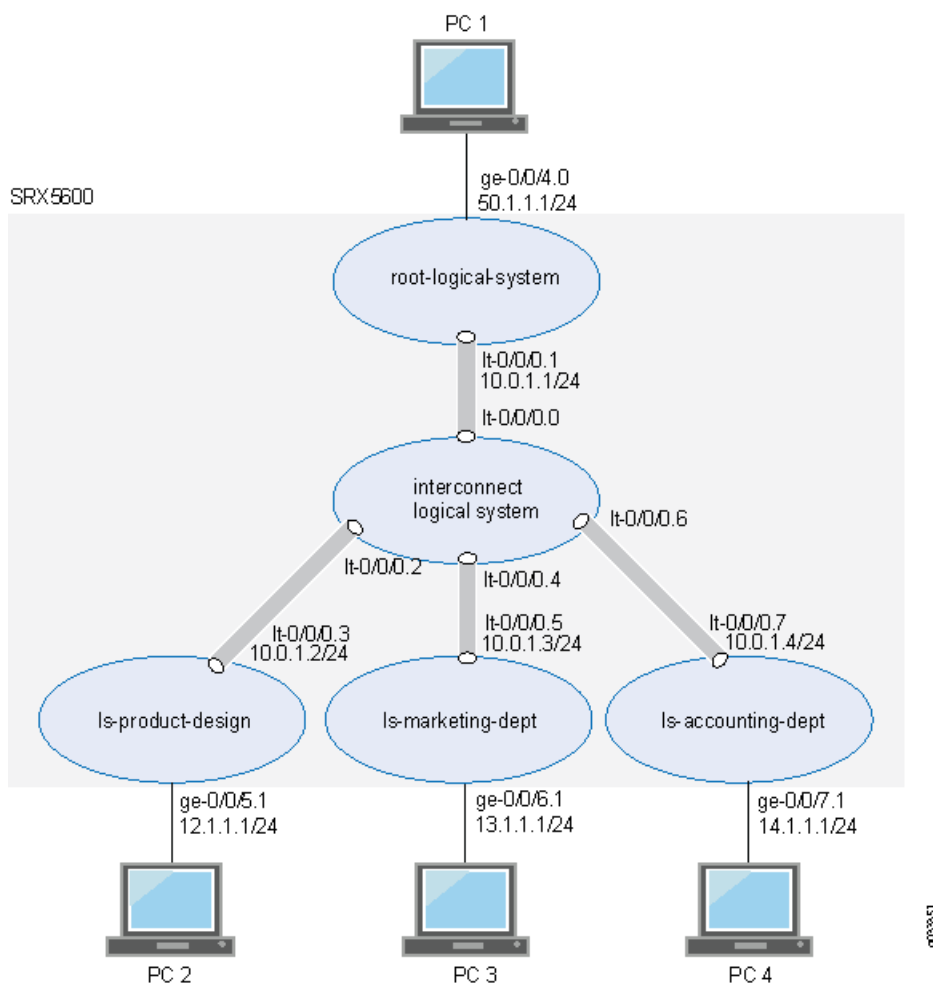 PC 1
ge-0/0/4.0
50.1.1.1/24
SRX5600
root-logical-system
lt-0/0/0.1
10.0.1.1/24
lt-0/0/0.0
interconnect
logical system
lt-0/0/0.6
lt-0/0/0.2
lt-0/0/0.4
lt-0/0/0.3
10.0.1.2/24
lt-0/0/0.5
10.0.1.3/24
lt-0/0/0.7
10.0.1.4/24
ls-product-design
ls-marketing-dept
ls-accounting-dept
ge-0/0/5.1
12.1.1.1/24
ge-0/0/6.1
13.1.1.1/24
ge-0/0/7.1
14.1.1.1/24
PC 2
PC 3
PC 4